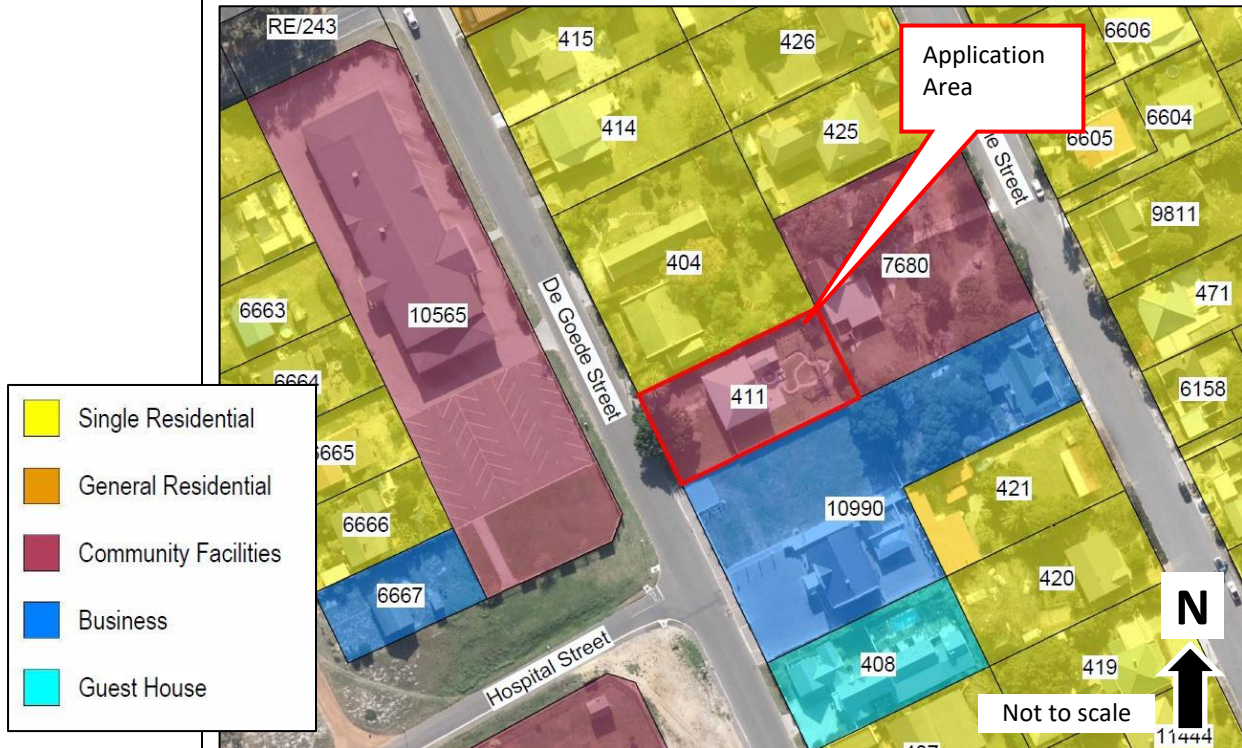 RE/243
415
426
6606
Application
Area
414
425
6605
6604
9811
404
7680
471
6663
10565
De Goede Street
6664
411
6158
6665
10990
421
6666
420
6667
Hospital Street
408
419
N
Not to scale
11444
Single Residential
General Residential
Community Facilities
Business
Guest House